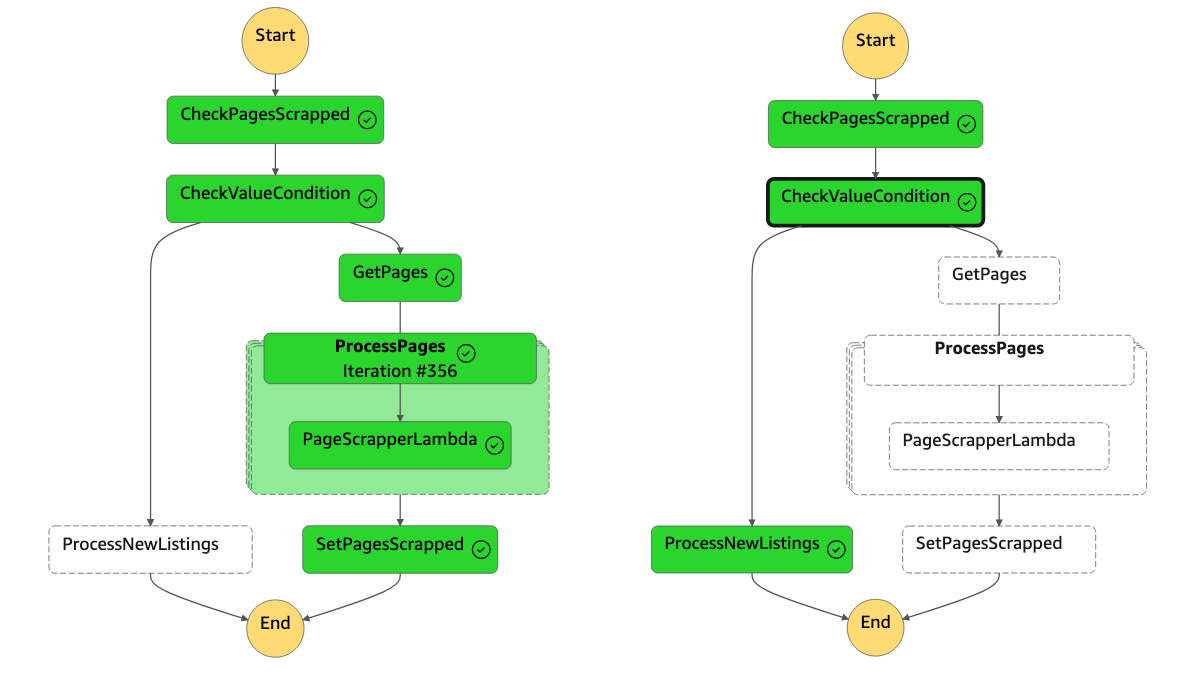 Start
CheckPagesScrapped
CheckValueCondition
GetPages
ProcessPages
Iteration #356
PageScrapperLambda
ProcessNewListings
SetPagesScrapped
End
Start
CheckPagesScrapped
CheckValueCondition
GetPages
ProcessPages
PageScrapperLambda
ProcessNewListings
SetPagesScrapped
End